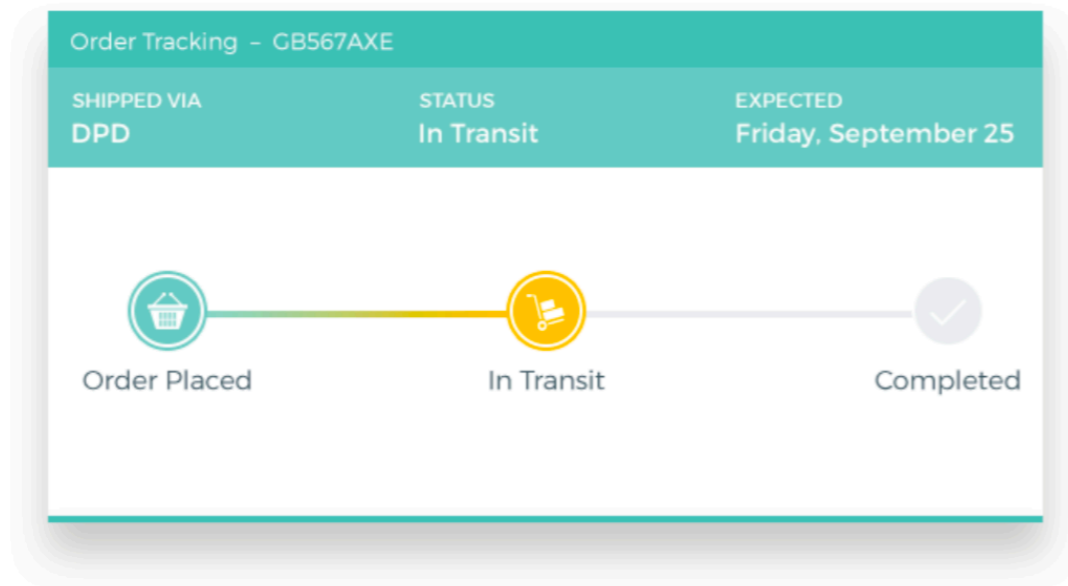 Order Tracking – GB567AXE
SHIPPED VIA
DPD
STATUS
In Transit
EXPECTED
Friday, September 25
Order Placed
In Transit
Completed